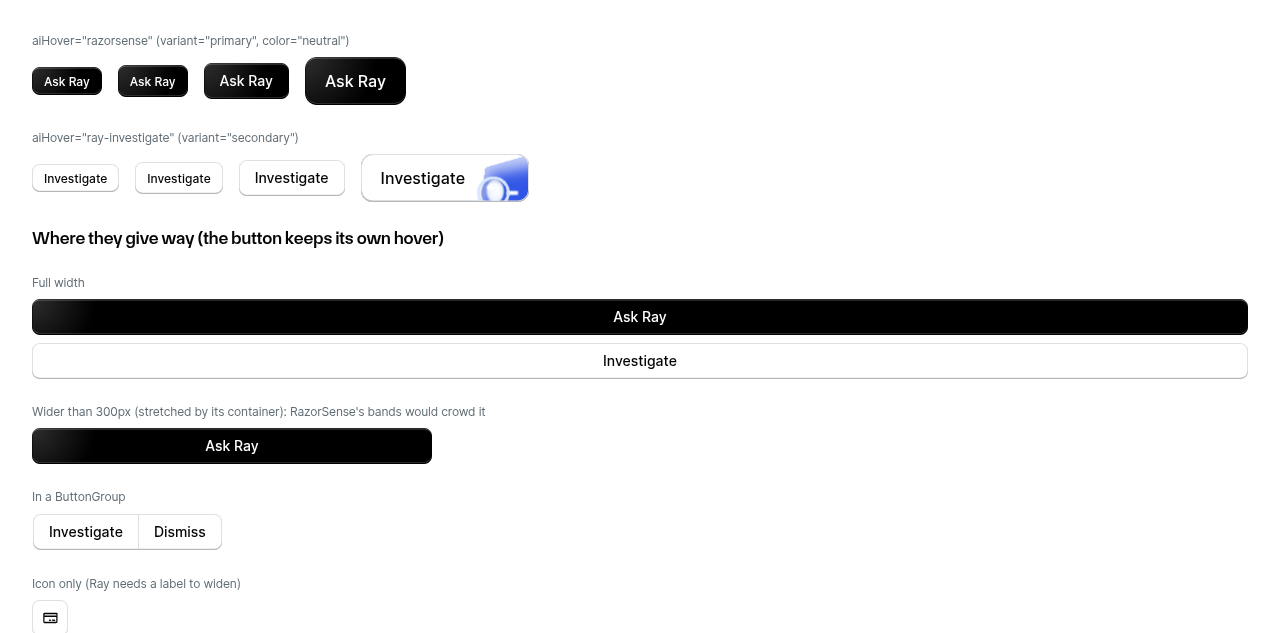 aiHover="razorsense" (variant="primary", color="neutral")
Ask Ray Ask Ray Ask Ray Ask Ray
aiHover="ray-investigate" (variant="secondary")
Investigate Investigate Investigate Investigate
Where they give way (the button keeps its own hover)
Full width
Ask Ray
Investigate
Wider than 300px (stretched by its container): RazorSense's bands would crowd it
Ask Ray
In a ButtonGroup
Investigate Dismiss
Icon only (Ray needs a label to widen)